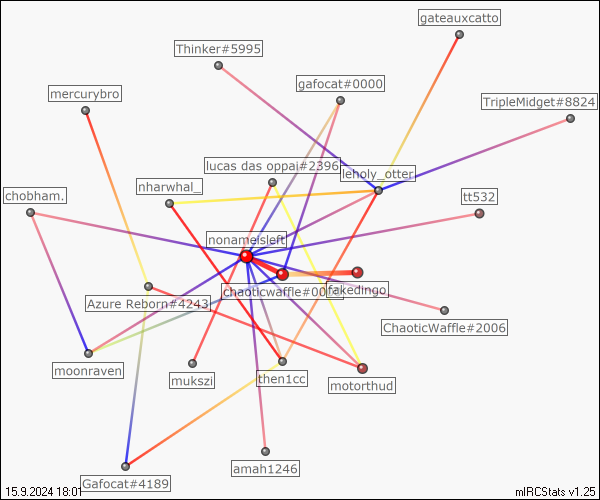 gateauxcatto
Thinker#5995
gafocat#0000
mercurybro
TripleMidget#8824
lucas das oppai#2396
leholy_otter
nharwhal_
chobham.
tt532
nonameisleft
chaoticwaffle#00
fakedingo
Azure Reborn#4243
ChaoticWaffle#2006
moonraven
mukszi
then1cc
motorthud
amah1246
Gafocat#4189
15.9.2024 18:01
mIRCStats v1.25